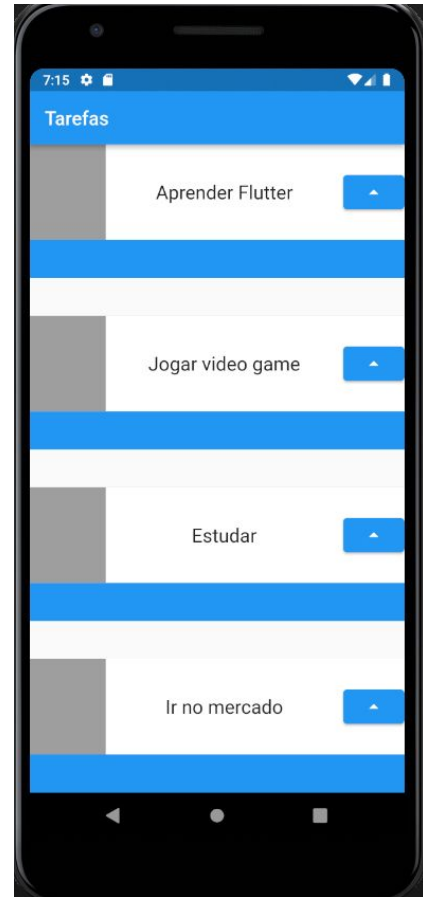 7:15
Tarefas
Aprender Flutter
Jogar video game
Estudar
Ir no mercado